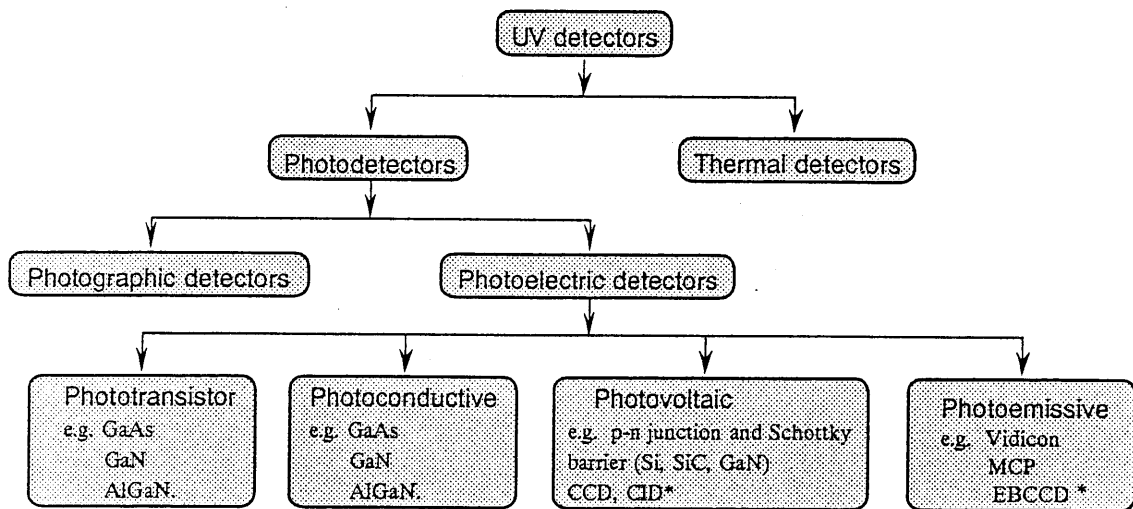 UV detectors
Photodetectors
Thermal detectors
Photographic detectors
Photoelectric detectors
Phototransistor
e.g. GaAs
GaN
AlGaN.
Photoconductive
e.g. GaAs
GaN
AlGaN.
Photovoltaic
e.g. p-n junction and Schottky
barrier (Si, SiC, GaN)
CCD, CID*
Photoemissive
e.g. Vidicon
MCP
EBCCD *